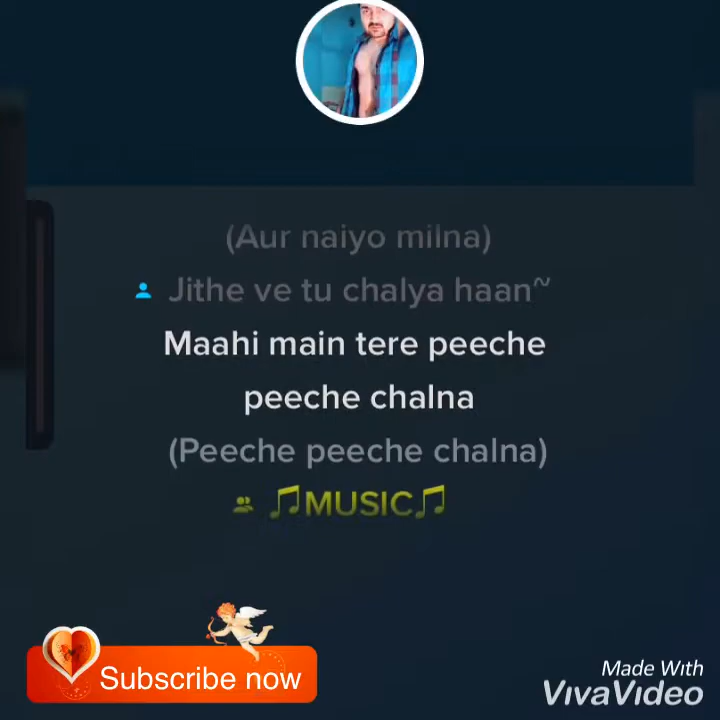 (Aur naiyo milna)
Jithe ve tu chalya haan~
Maahi main tere peeche
peeche chalna
(Peeche peeche chalna)
🎵MUSIC🎵
Subscribe now
Made With
VivaVideo